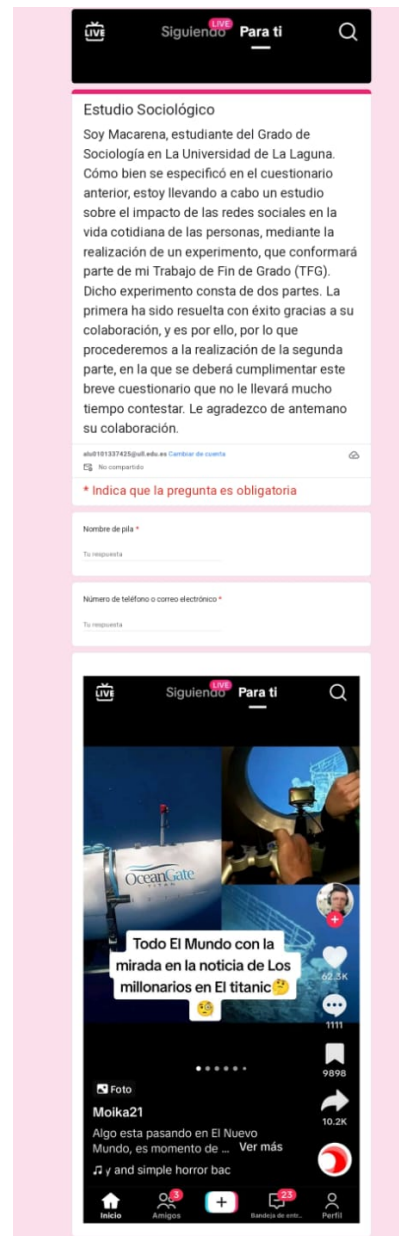 LIVE
Siguiendo LIVE Para ti
Estudio Sociológico
Soy Macarena, estudiante del Grado de
Sociología en La Universidad de La Laguna.
Cómo bien se especificó en el cuestionario
anterior, estoy llevando a cabo un estudio
sobre el impacto de las redes sociales en la
vida cotidiana de las personas, mediante la
realización de un experimento, que conformará
parte de mi Trabajo de Fin de Grado (TFG).
Dicho experimento consta de dos partes. La
primera ha sido resuelta con éxito gracias a su
colaboración, y es por ello, por lo que
procederemos a la realización de la segunda
parte, en la que se deberá cumplimentar este
breve cuestionario que no le llevará mucho
tiempo contestar. Le agradezco de antemano
su colaboración.
alu0101337425@ull.edu.es Cambiar de cuenta
No compartido
* Indica que la pregunta es obligatoria
Nombre de pila *
Tu respuesta
Número de teléfono o correo electrónico *
Tu respuesta
LIVE
Siguiendo LIVE Para ti
OceanGate
TITAN
Todo El Mundo con la
mirada en la noticia de Los
millonarios en El titanic🤔
🧐
62.3K
1111
9898
Foto
Moika21
10.2K
Algo esta pasando en El Nuevo
Mundo, es momento de ... Ver más
y and simple horror bac
3
23
Inicio
Amigos
Bandeja de entr...
Perfil